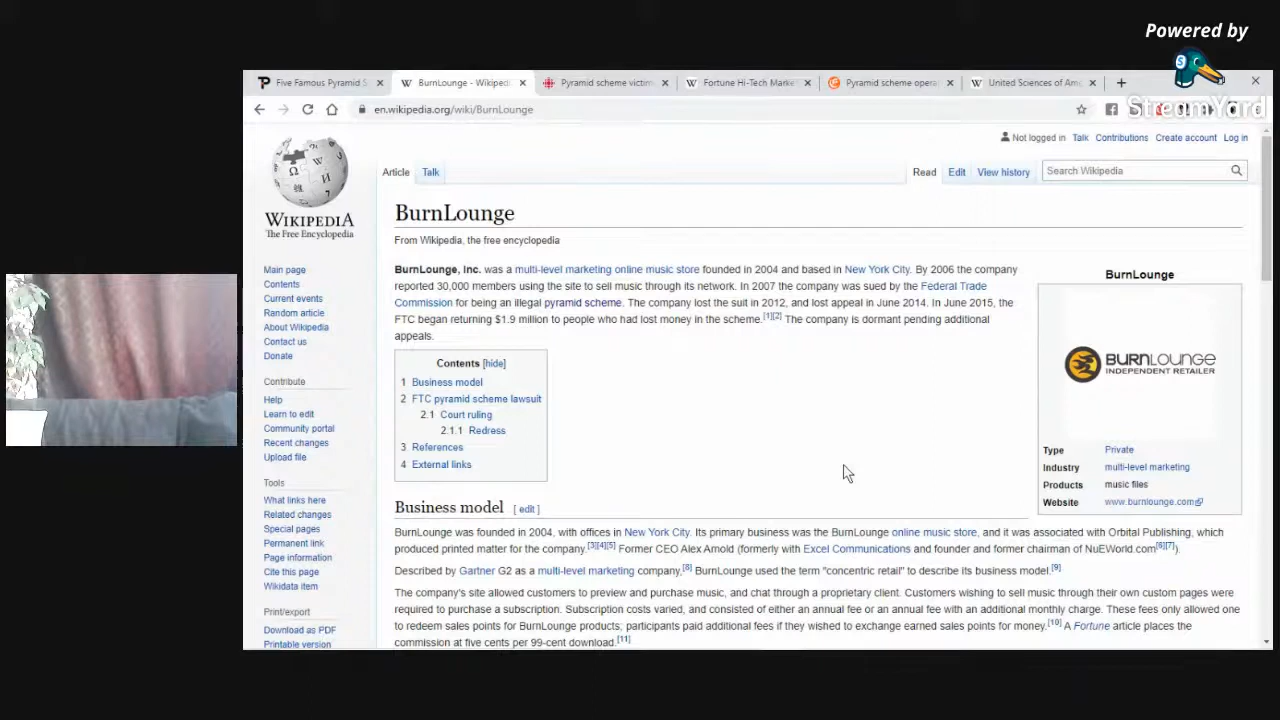 Powered by
StreamYard
Five Famous Pyramid S
BurnLounge - Wikipedi
Pyramid scheme victim
Fortune Hi-Tech Marke
Pyramid scheme opera
United Sciences of Ame
en.wikipedia.org/wiki/BurnLounge
Not logged in Talk Contributions Create account Log in
Article Talk Read Edit View history Search Wikipedia
WIKIPEDIA
The Free Encyclopedia
Main page
Contents
Current events
Random article
About Wikipedia
Contact us
Donate
Contribute
Help
Learn to edit
Community portal
Recent changes
Upload file
Tools
What links here
Related changes
Special pages
Permanent link
Page information
Cite this page
Wikidata item
Print/export
Download as PDF
Printable version
BurnLounge
From Wikipedia, the free encyclopedia
BurnLounge, Inc. was a multi-level marketing online music store founded in 2004 and based in New York City. By 2006 the company
reported 30,000 members using the site to sell music through its network. In 2007 the company was sued by the Federal Trade
Commission for being an illegal pyramid scheme. The company lost the suit in 2012, and lost appeal in June 2014. In June 2015, the
FTC began returning $1.9 million to people who had lost money in the scheme.[1][2] The company is dormant pending additional
appeals.
Contents [hide]
1 Business model
2 FTC pyramid scheme lawsuit
2.1 Court ruling
2.1.1 Redress
3 References
4 External links
BurnLounge
BURNLOUNGE
INDEPENDENT RETAILER
Type Private
Industry multi-level marketing
Products music files
Website www.burnlounge.com
Business model [ edit ]
BurnLounge was founded in 2004, with offices in New York City. Its primary business was the BurnLounge online music store, and it was associated with Orbital Publishing, which
produced printed matter for the company.[3][4][5] Former CEO Alex Arnold (formerly with Excel Communications and founder and former chairman of NuEWorld.com[6][7]).
Described by Gartner G2 as a multi-level marketing company,[8] BurnLounge used the term "concentric retail" to describe its business model.[9]
The company's site allowed customers to preview and purchase music, and chat through a proprietary client. Customers wishing to sell music through their own custom pages were
required to purchase a subscription. Subscription costs varied, and consisted of either an annual fee or an annual fee with an additional monthly charge. These fees only allowed one
to redeem sales points for BurnLounge products; participants paid additional fees if they wished to exchange earned sales points for money.[10] A Fortune article places the
commission at five cents per 99-cent download.[11]